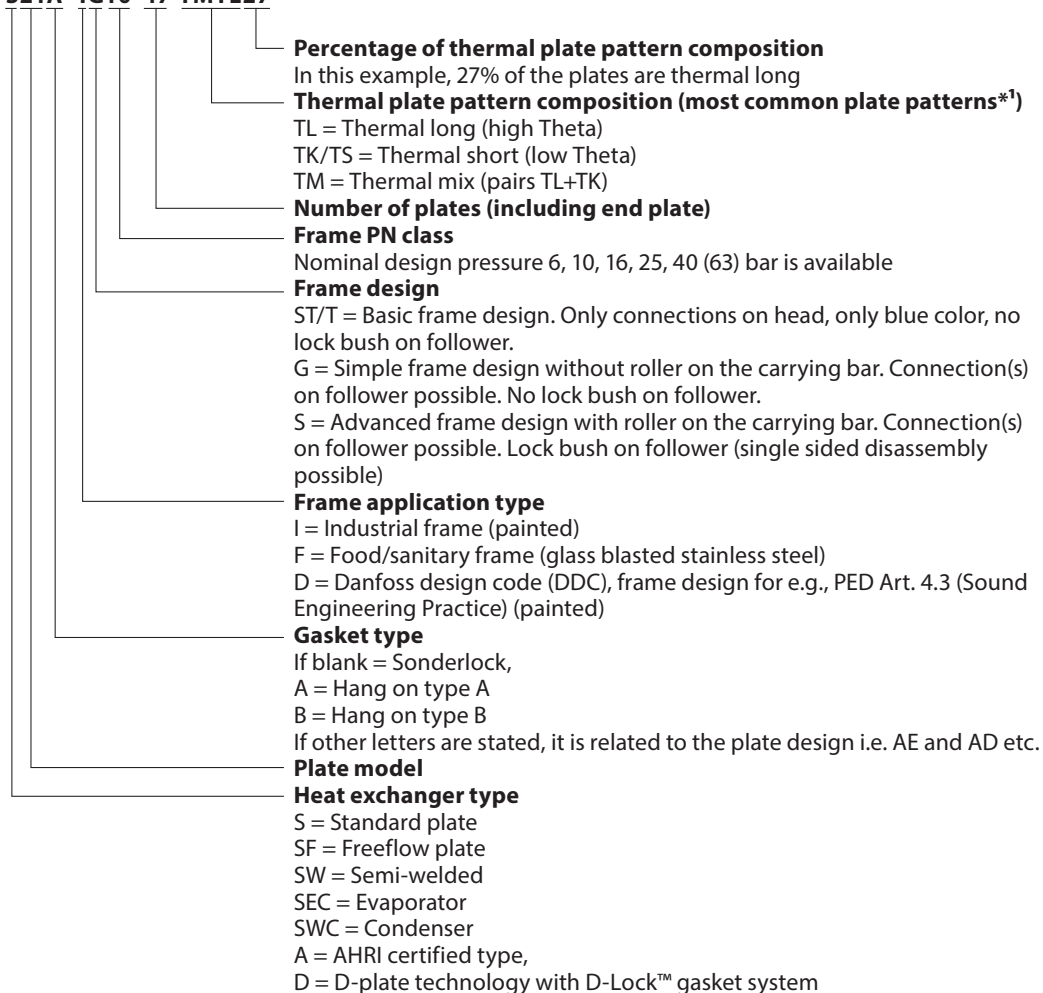 Percentage of thermal plate pattern composition
In this example, 27% of the plates are thermal long
Thermal plate pattern composition (most common plate patterns*¹)
TL = Thermal long (high Theta)
TK/TS = Thermal short (low Theta)
TM = Thermal mix (pairs TL+TK)
Number of plates (including end plate)
Frame PN class
Nominal design pressure 6, 10, 16, 25, 40 (63) bar is available
Frame design
ST/T = Basic frame design. Only connections on head, only blue color, no
lock bush on follower.
G = Simple frame design without roller on the carrying bar. Connection(s)
on follower possible. No lock bush on follower.
S = Advanced frame design with roller on the carrying bar. Connection(s)
on follower possible. Lock bush on follower (single sided disassembly
possible)
Frame application type
I = Industrial frame (painted)
F = Food/sanitary frame (glass blasted stainless steel)
D = Danfoss design code (DDC), frame design for e.g., PED Art. 4.3 (Sound
Engineering Practice) (painted)
Gasket type
If blank = Sonderlock,
A = Hang on type A
B = Hang on type B
If other letters are stated, it is related to the plate design i.e. AE and AD etc.
Plate model
Heat exchanger type
S = Standard plate
SF = Freeflow plate
SW = Semi-welded
SEC = Evaporator
SWC = Condenser
A = AHRI certified type,
D = D-plate technology with D-Lock™ gasket system